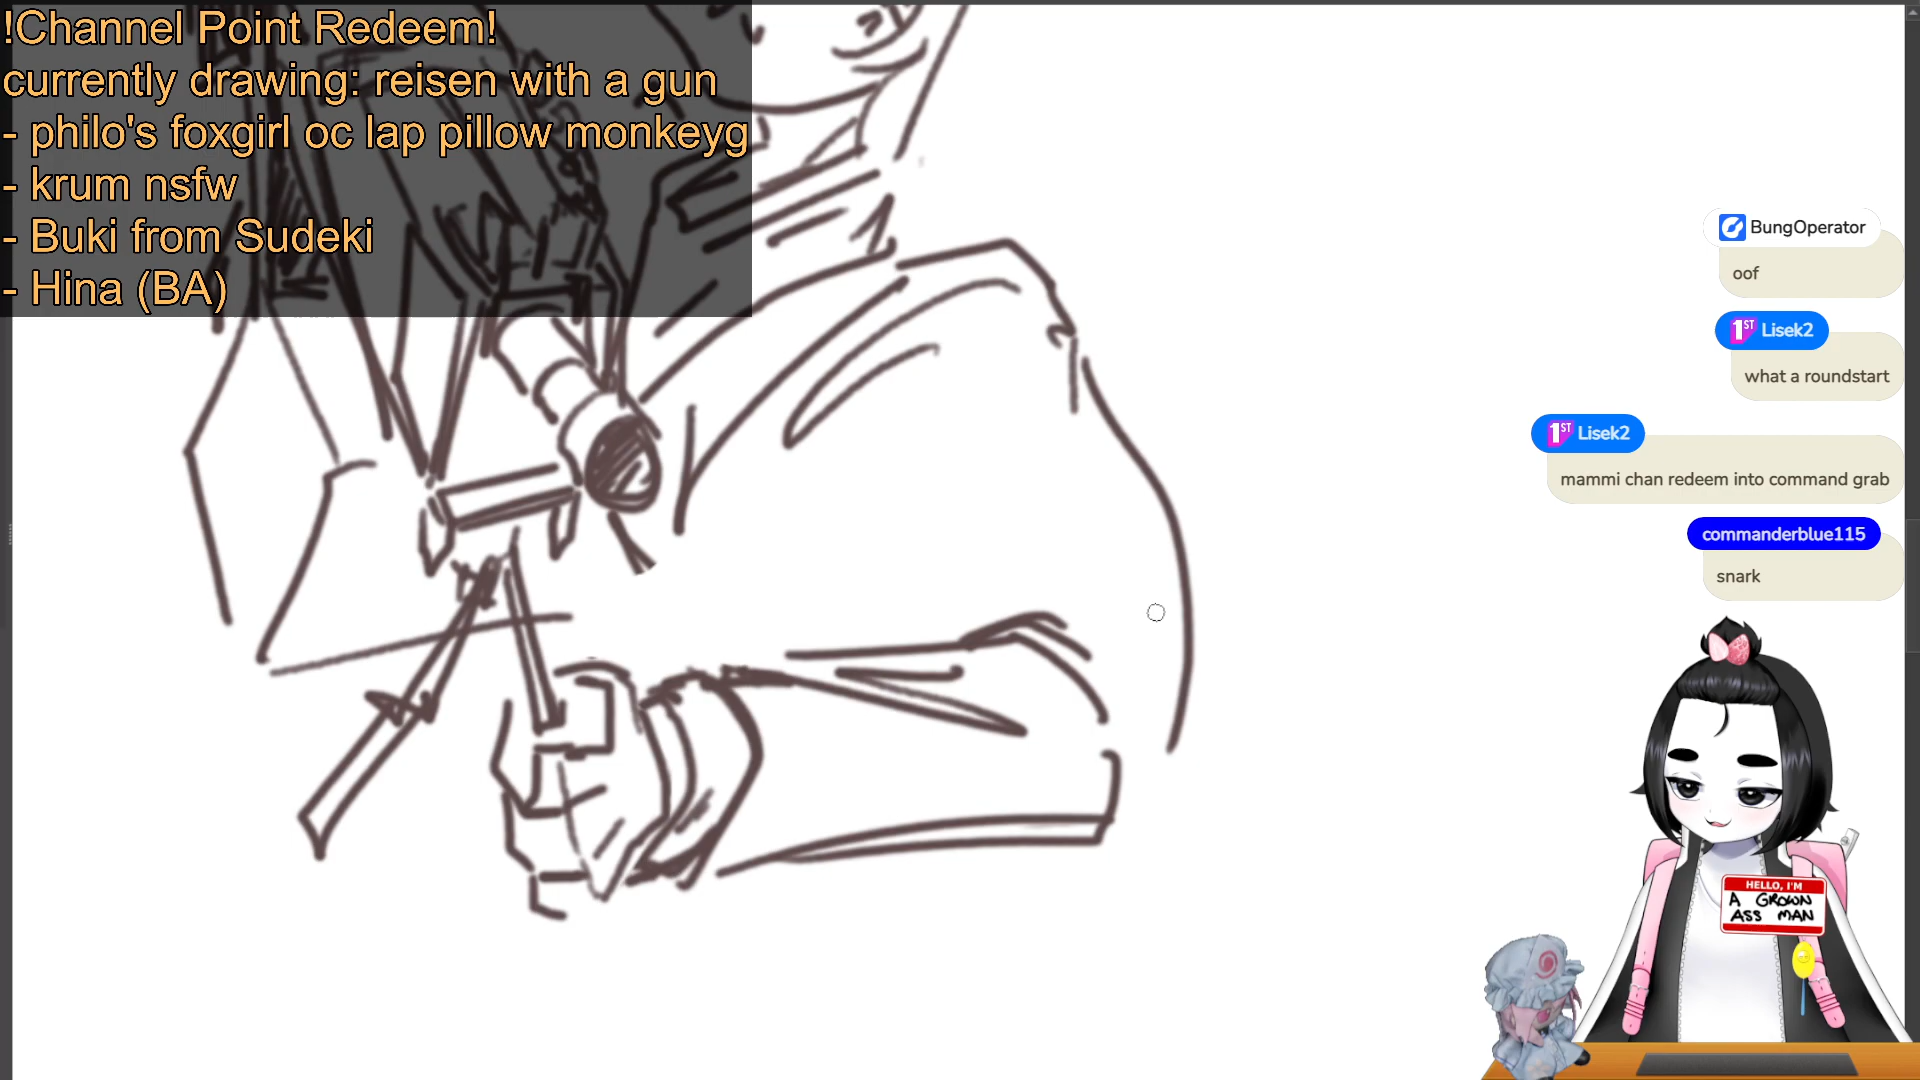 !Channel Point Redeem!
currently drawing: reisen with a gun
- philo's foxgirl oc lap pillow monkeyg
- krum nsfw
- Buki from Sudeki
- Hina (BA)
BungOperator
oof
1ST Lisek2
what a roundstart
1ST Lisek2
mammi chan redeem into command grab
commanderblue115
snark
HELLO, I'M
A GROWN
ASS MAN